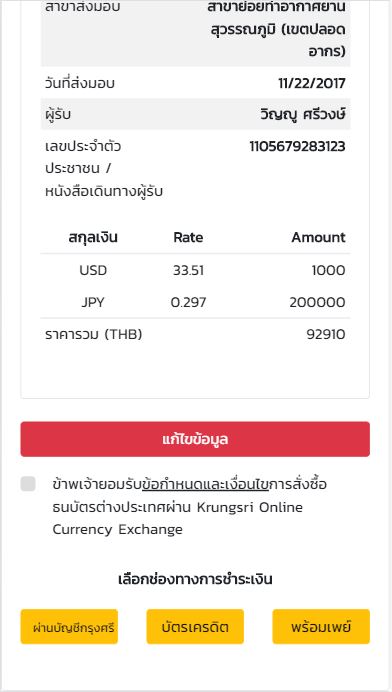 สาขาส่งมอบ สาขาย่อยท่าอากาศยาน
สุวรรณภูมิ (เขตปลอด
อากร)
วันที่ส่งมอบ 11/22/2017
ผู้รับ วิญญู ศรีวงษ์
เลขประจำตัว 1105679283123
ประชาชน /
หนังสือเดินทางผู้รับ
สกุลเงิน Rate Amount
USD 33.51 1000
JPY 0.297 200000
ราคารวม (THB) 92910
แก้ไขข้อมูล
ข้าพเจ้ายอมรับข้อกำหนดและเงื่อนไขการสั่งซื้อ
ธนบัตรต่างประเทศผ่าน Krungsri Online
Currency Exchange
เลือกช่องทางการชำระเงิน
ผ่านบัญชีกรุงศรี บัตรเครดิต พร้อมเพย์